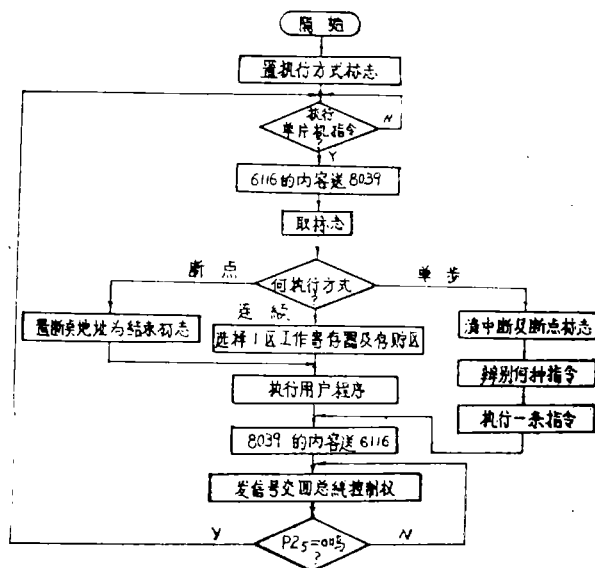 开始
置执行方式标志
执行
单片机指令
?
N
Y
6116的内容送8039
取标志
断点
何执行方式
?
单步
连续
置断点地址为结束标志
选择1区工作寄存器及存贮区
清中断及断点标志
辨别何种指令
执行用户程序
执行一条指令
8039的内容送6116
发信号交回总线控制权
Y
P25=0吗
?
N